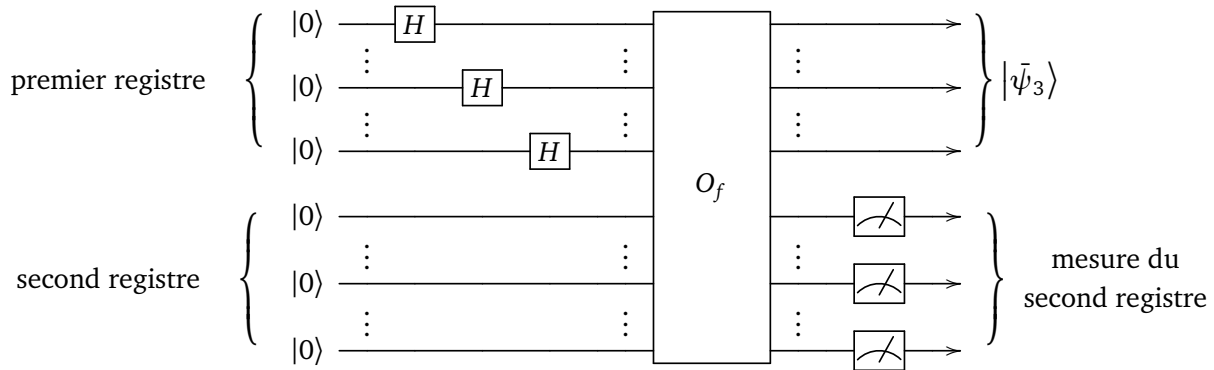 |0⟩ H
premier registre |0⟩ H |ψ̄₃⟩
|0⟩ H
O_f
|0⟩
second registre |0⟩ mesure du
second registre
|0⟩